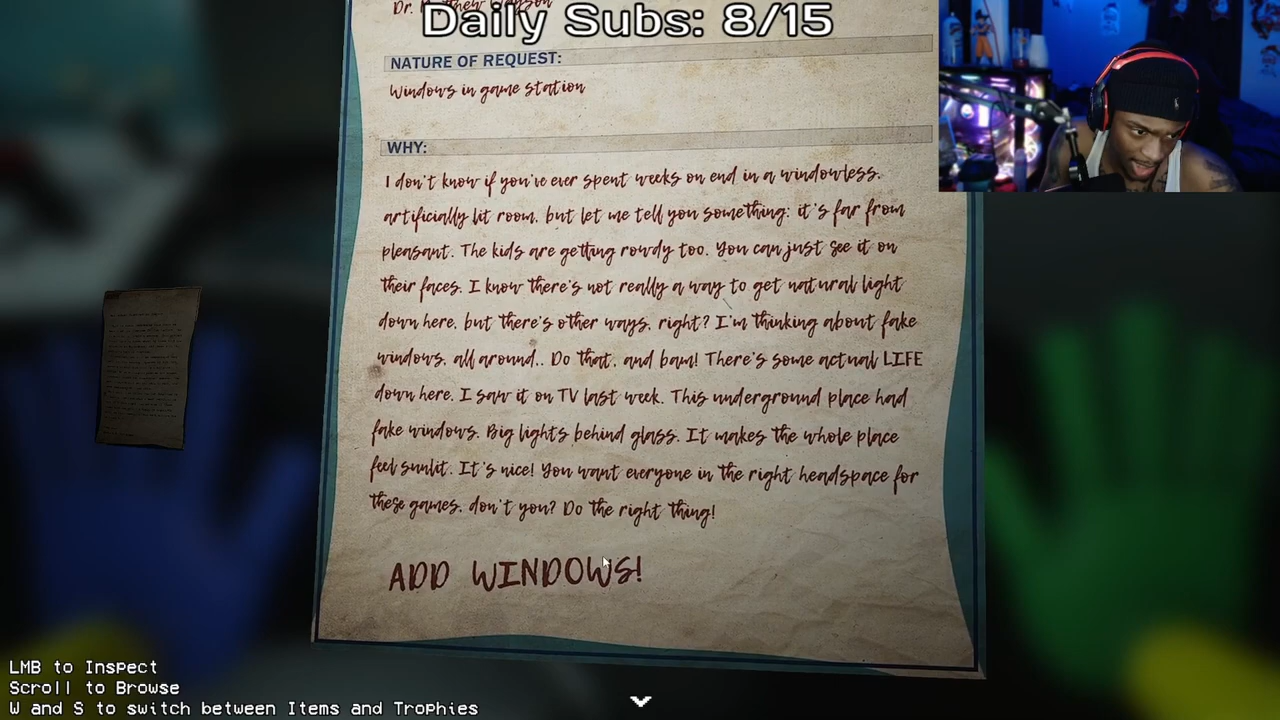 Daily Subs: 8/15
NATURE OF REQUEST:
Windows in game station
WHY:
I don't know if you've ever spent weeks on end in a windowless,
artificially lit room, but let me tell you something: it's far from
pleasant. The kids are getting rowdy too. You can just see it on
their faces. I know there's not really a way to get natural light
down here, but there's other ways, right? I'm thinking about fake
windows, all around.. Do that, and bam! There's some actual LIFE
down here. I saw it on TV last week. This underground place had
fake windows. Big lights behind glass. It makes the whole place
feel sunlit. It's nice! You want everyone in the right headspace for
these games, don't you? Do the right thing!
ADD WINDOWS!
LMB to Inspect
Scroll to Browse
W and S to switch between Items and Trophies